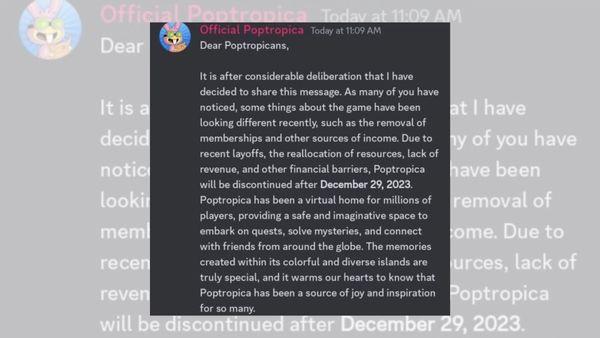 Official Poptropica Today at 11:09 AM
Dear Poptropicans,
It is after considerable deliberation that I have
decided to share this message. As many of you have
noticed, some things about the game have been
looking different recently, such as the removal of
memberships and other sources of income. Due to
recent layoffs, the reallocation of resources, lack of
revenue, and other financial barriers, Poptropica
will be discontinued after December 29, 2023.
Poptropica has been a virtual home for millions of
players, providing a safe and imaginative space to
embark on quests, solve mysteries, and connect
with friends from around the globe. The memories
created within its colorful and diverse islands are
truly special, and it warms our hearts to know that
Poptropica has been a source of joy and inspiration
for so many.